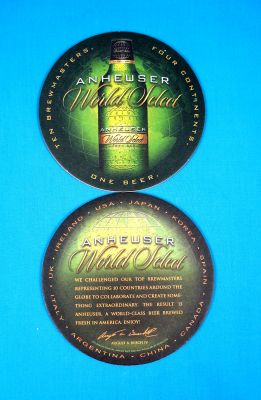 TEN BREWMASTERS. FOUR CONTINENTS.
ANHEUSER
World Select
ANHEUSER
World Select
ONE BEER.
ITALY · UK · IRELAND · USA · JAPAN · KOREA · SPAIN
ANHEUSER
World Select
WE CHALLENGED OUR TOP BREWMASTERS
REPRESENTING 10 COUNTRIES AROUND THE
GLOBE TO COLLABORATE AND CREATE SOME-
THING EXTRAORDINARY. THE RESULT IS
ANHEUSER, A WORLD-CLASS BEER BREWED
FRESH IN AMERICA. ENJOY!
AUGUST A. BUSCH IV
ARGENTINA · CHINA · CANADA